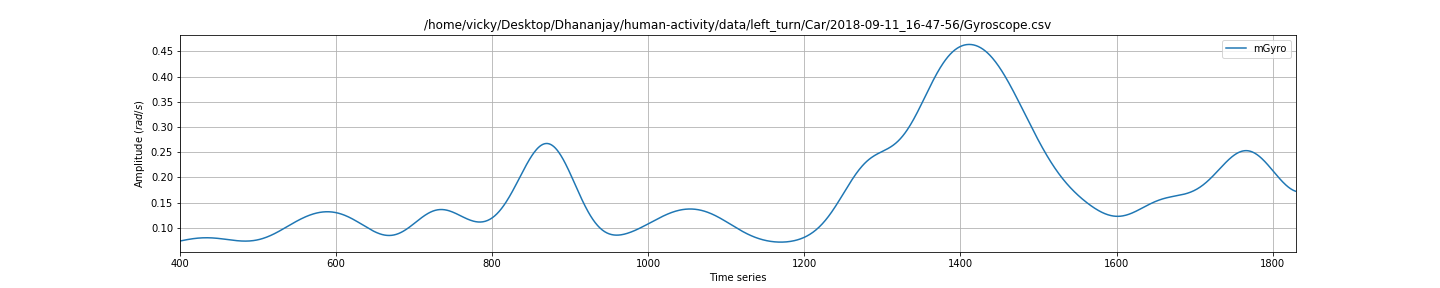 /home/vicky/Desktop/Dhananjay/human-activity/data/left_turn/Car/2018-09-11_16-47-56/Gyroscope.csv
mGyro
Amplitude (rad/s)
0.45
0.40
0.35
0.30
0.25
0.20
0.15
0.10
400 600 800 1000 1200 1400 1600 1800
Time series